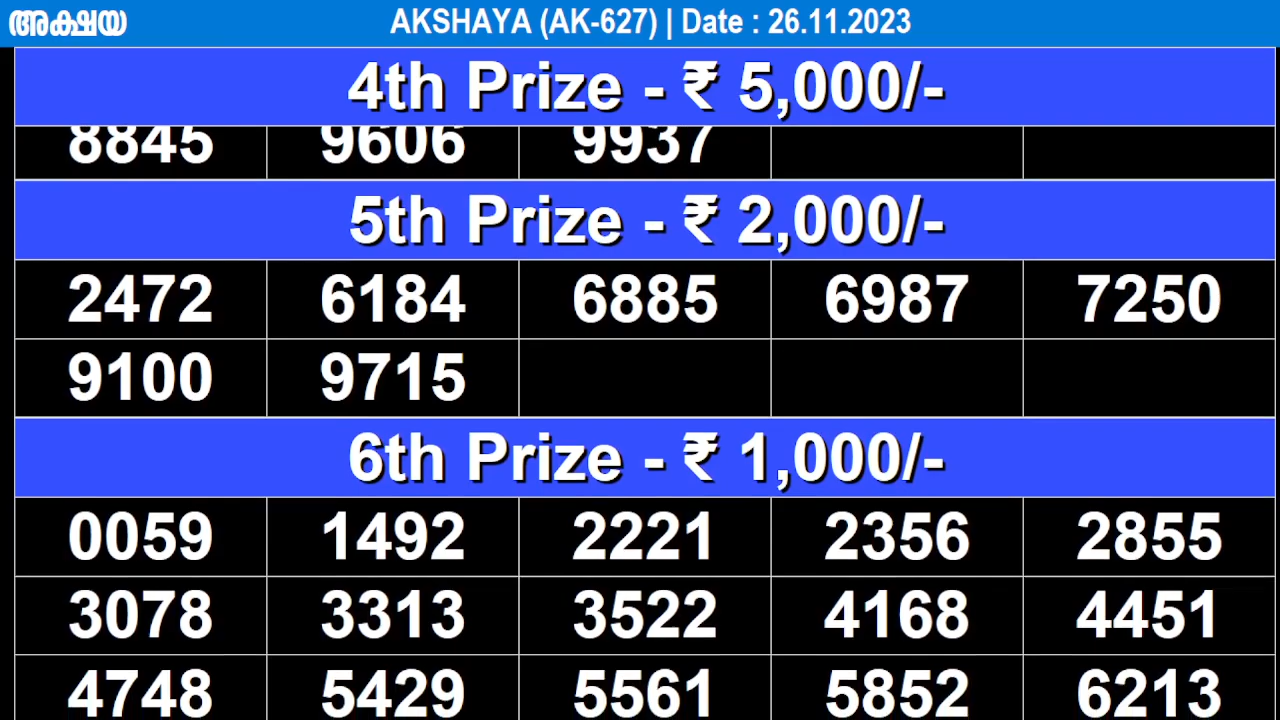 അക്ഷയ AKSHAYA (AK-627) | Date : 26.11.2023
4th Prize - ₹ 5,000/-
8845 9606 9937
5th Prize - ₹ 2,000/-
2472 6184 6885 6987 7250
9100 9715
6th Prize - ₹ 1,000/-
0059 1492 2221 2356 2855
3078 3313 3522 4168 4451
4748 5429 5561 5852 6213